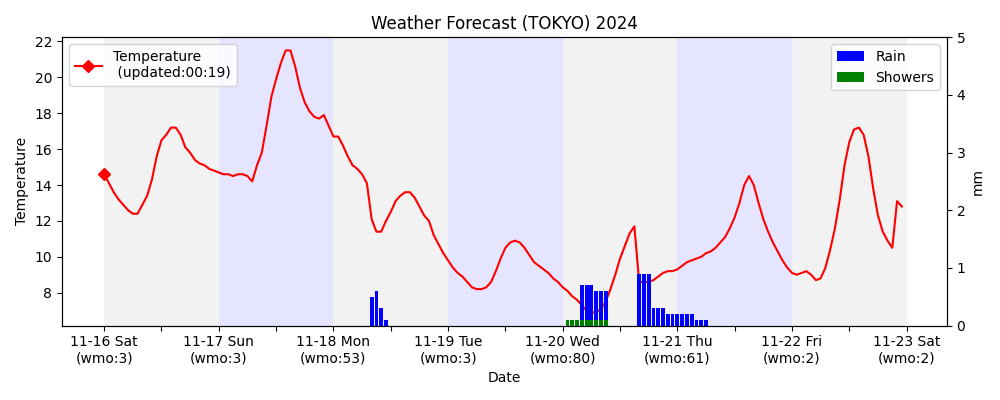 Weather Forecast (TOKYO) 2024
Temperature
(updated:00:19)
Rain
Showers
Temperature
22
20
18
16
14
12
10
8
5
4
3
2
1
0
mm
11-16 Sat
(wmo:3)
11-17 Sun
(wmo:3)
11-18 Mon
(wmo:53)
11-19 Tue
(wmo:3)
11-20 Wed
(wmo:80)
11-21 Thu
(wmo:61)
11-22 Fri
(wmo:2)
11-23 Sat
(wmo:2)
Date